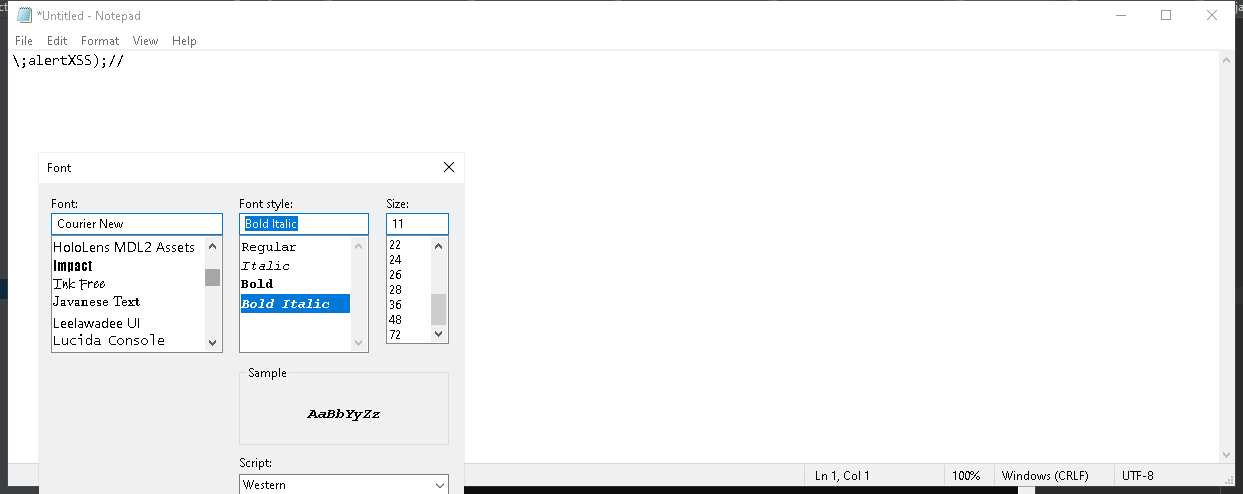 *Untitled - Notepad
File Edit Format View Help
\;alertXSS);//
Font
Font: Font style: Size:
Courier New Bold Italic 11
HoloLens MDL2 Assets
Impact
Ink Free
Javanese Text
Leelawadee UI
Lucida Console
Regular
Italic
Bold
Bold Italic
22
24
26
28
36
48
72
Sample
AaBbYyZz
Script:
Western
Ln 1, Col 1 100% Windows (CRLF) UTF-8